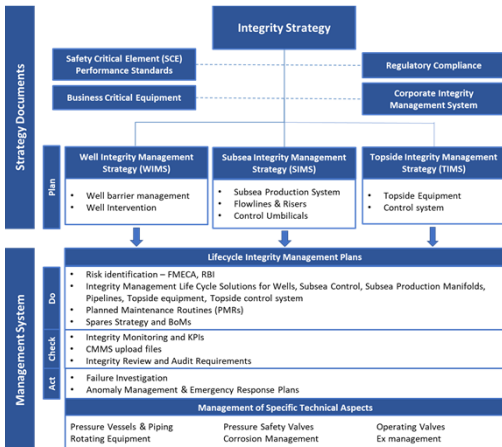 Integrity Strategy
Safety Critical Element (SCE)
Performance Standards
Regulatory Compliance
Business Critical Equipment
Corporate Integrity
Management System
Strategy Documents
Plan
Well Integrity Management
Strategy (WIMS)
• Well barrier management
• Well Intervention
Subsea Integrity Management
Strategy (SIMS)
• Subsea Production System
• Flowlines & Risers
• Control Umbilicals
Topside Integrity Management
Strategy (TIMS)
• Topside Equipment
• Control system
Management System
Lifecycle Integrity Management Plans
Do
• Risk identification – FMECA, RBI
• Integrity Management Life Cycle Solutions for Wells, Subsea Control, Subsea Production Manifolds,
Pipelines, Topside equipment, Topside control system
• Planned Maintenance Routines (PMRs)
• Spares Strategy and BoMs
Check
• Integrity Monitoring and KPIs
• CMMS upload files
• Integrity Review and Audit Requirements
Act
• Failure Investigation
• Anomaly Management & Emergency Response Plans
Management of Specific Technical Aspects
Pressure Vessels & Piping Pressure Safety Valves Operating Valves
Rotating Equipment Corrosion Management Ex management